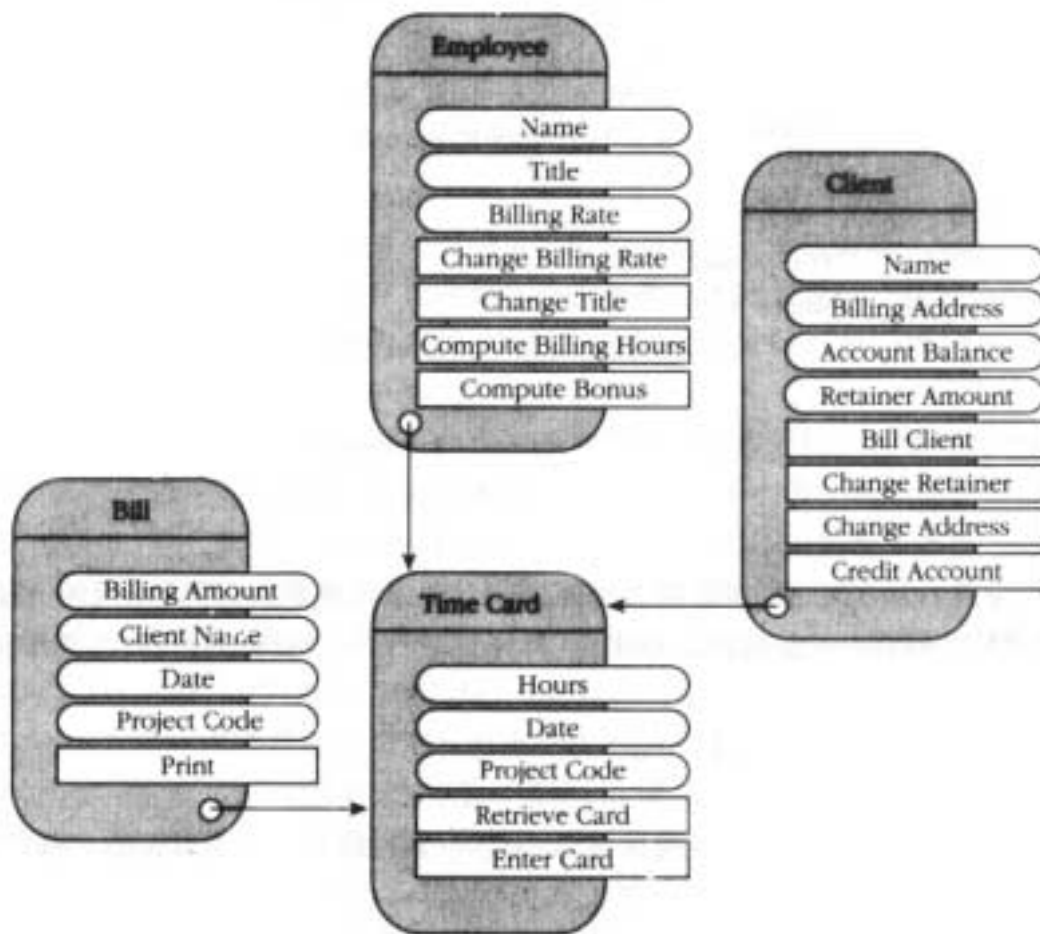 Employee
Name
Title
Billing Rate
Change Billing Rate
Change Title
Compute Billing Hours
Compute Bonus
Client
Name
Billing Address
Account Balance
Retainer Amount
Bill Client
Change Retainer
Change Address
Credit Account
Bill
Billing Amount
Client Name
Date
Project Code
Print
Time Card
Hours
Date
Project Code
Retrieve Card
Enter Card